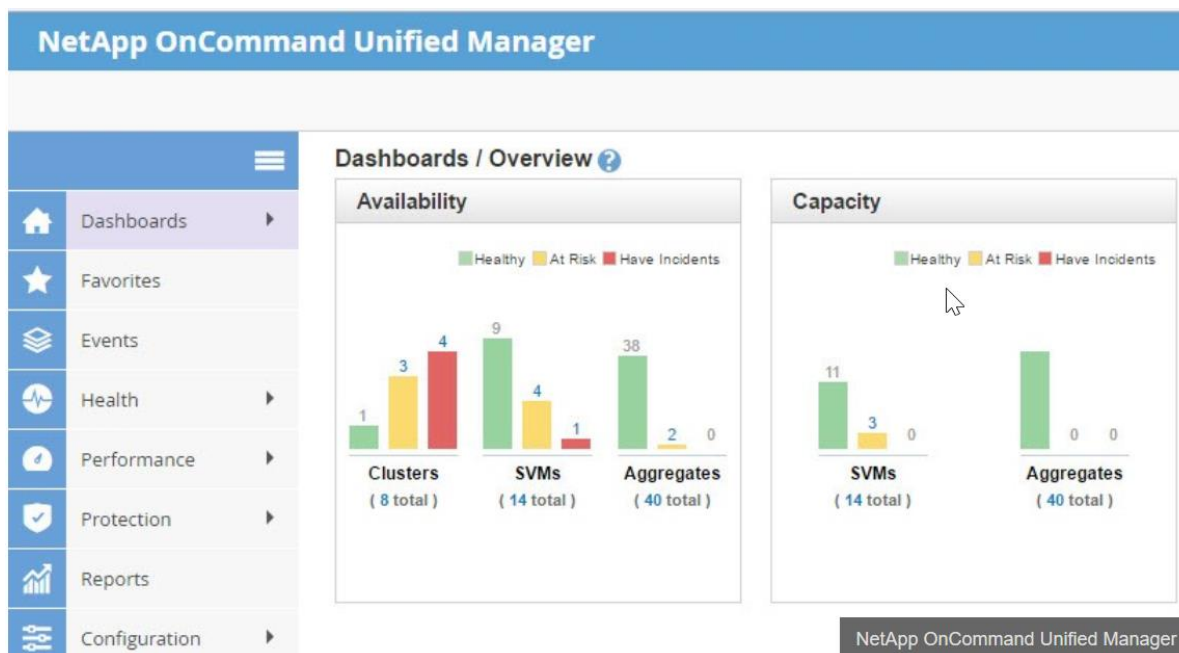 NetApp OnCommand Unified Manager
Dashboards
Favorites
Events
Health
Performance
Protection
Reports
Configuration
Dashboards / Overview ?
Availability
Healthy At Risk Have Incidents
1 3 4
9 4 1
38 2 0
Clusters SVMs Aggregates
( 8 total ) ( 14 total ) ( 40 total )
Capacity
Healthy At Risk Have Incidents
11 3 0
0 0
SVMs Aggregates
( 14 total ) ( 40 total )
NetApp OnCommand Unified Manager